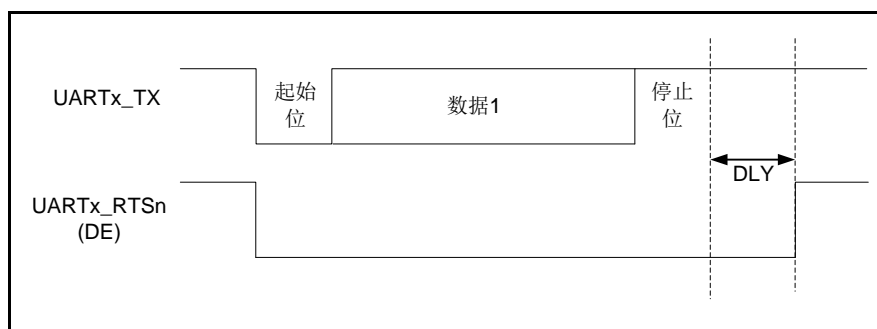 UARTx_TX
起始
位
数据1
停止
位
DLY
UARTx_RTSn
(DE)